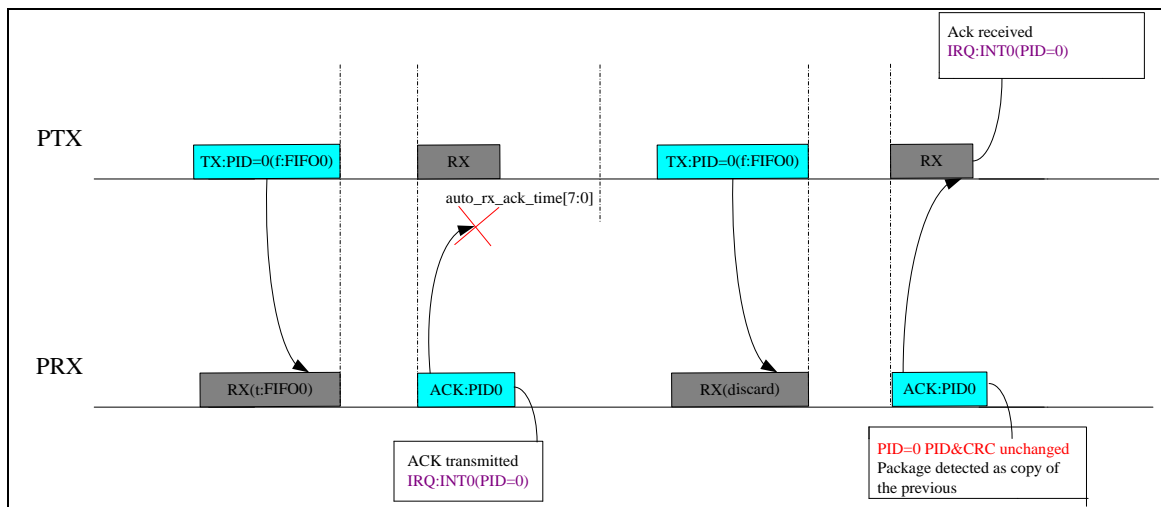 Ack received
IRQ:INT0(PID=0)
PTX
TX:PID=0(f:FIFO0)
RX
TX:PID=0(f:FIFO0)
RX
auto_rx_ack_time[7:0]
PRX
RX(t:FIFO0)
ACK:PID0
RX(discard)
ACK:PID0
ACK transmitted
IRQ:INT0(PID=0)
PID=0 PID&CRC unchanged
Package detected as copy of
the previous